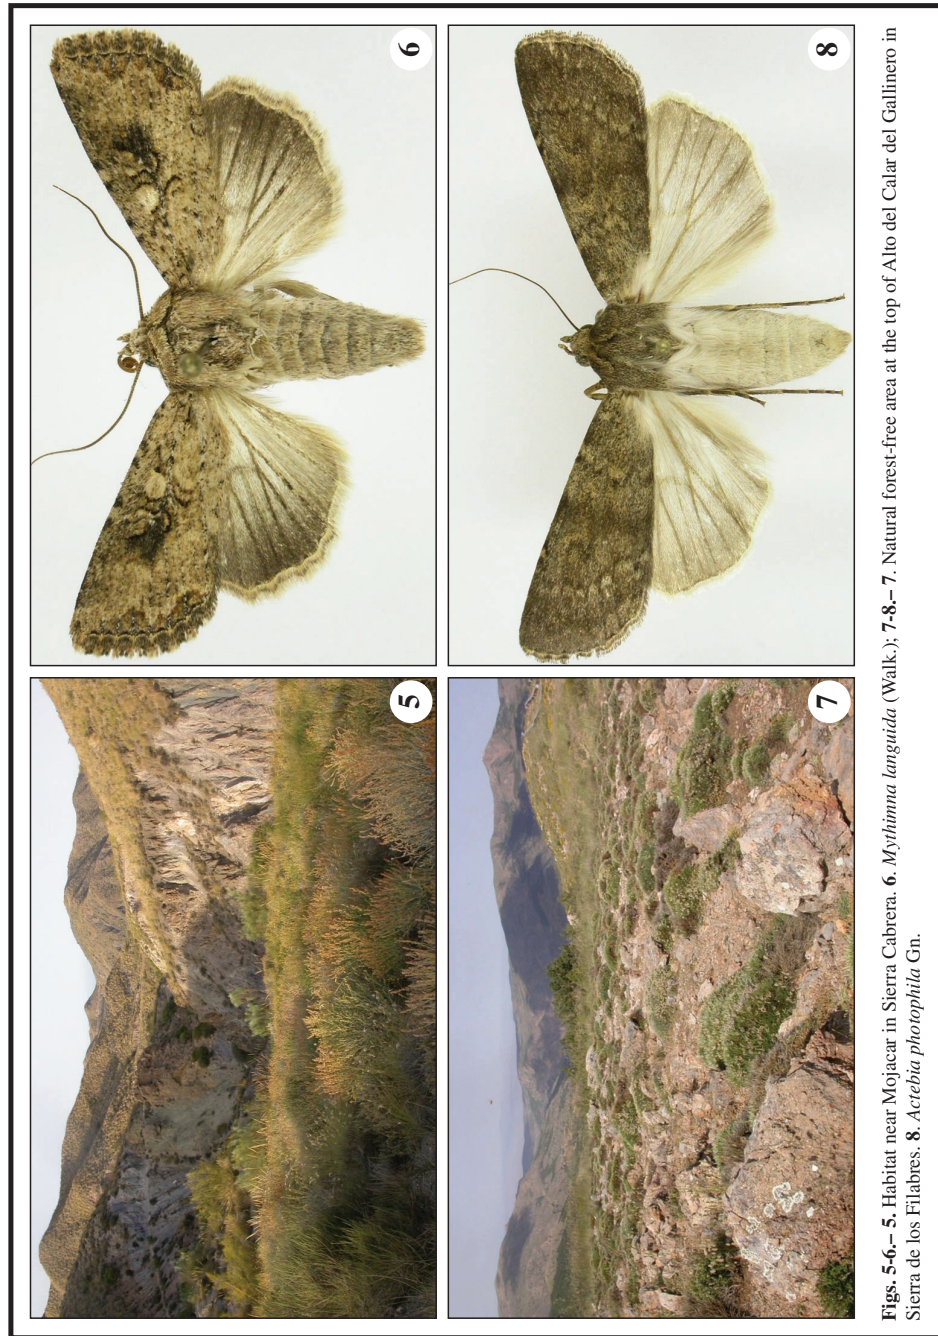 5
6
7
8
Figs. 5-6.– 5. Habitat near Mojacar in Sierra Cabrera. 6. Mythimna languida (Walk.); 7-8.– 7. Natural forest-free area at the top of Alto del Calar del Gallinero in
Sierra de los Filabres. 8. Actebia photophila Gn.